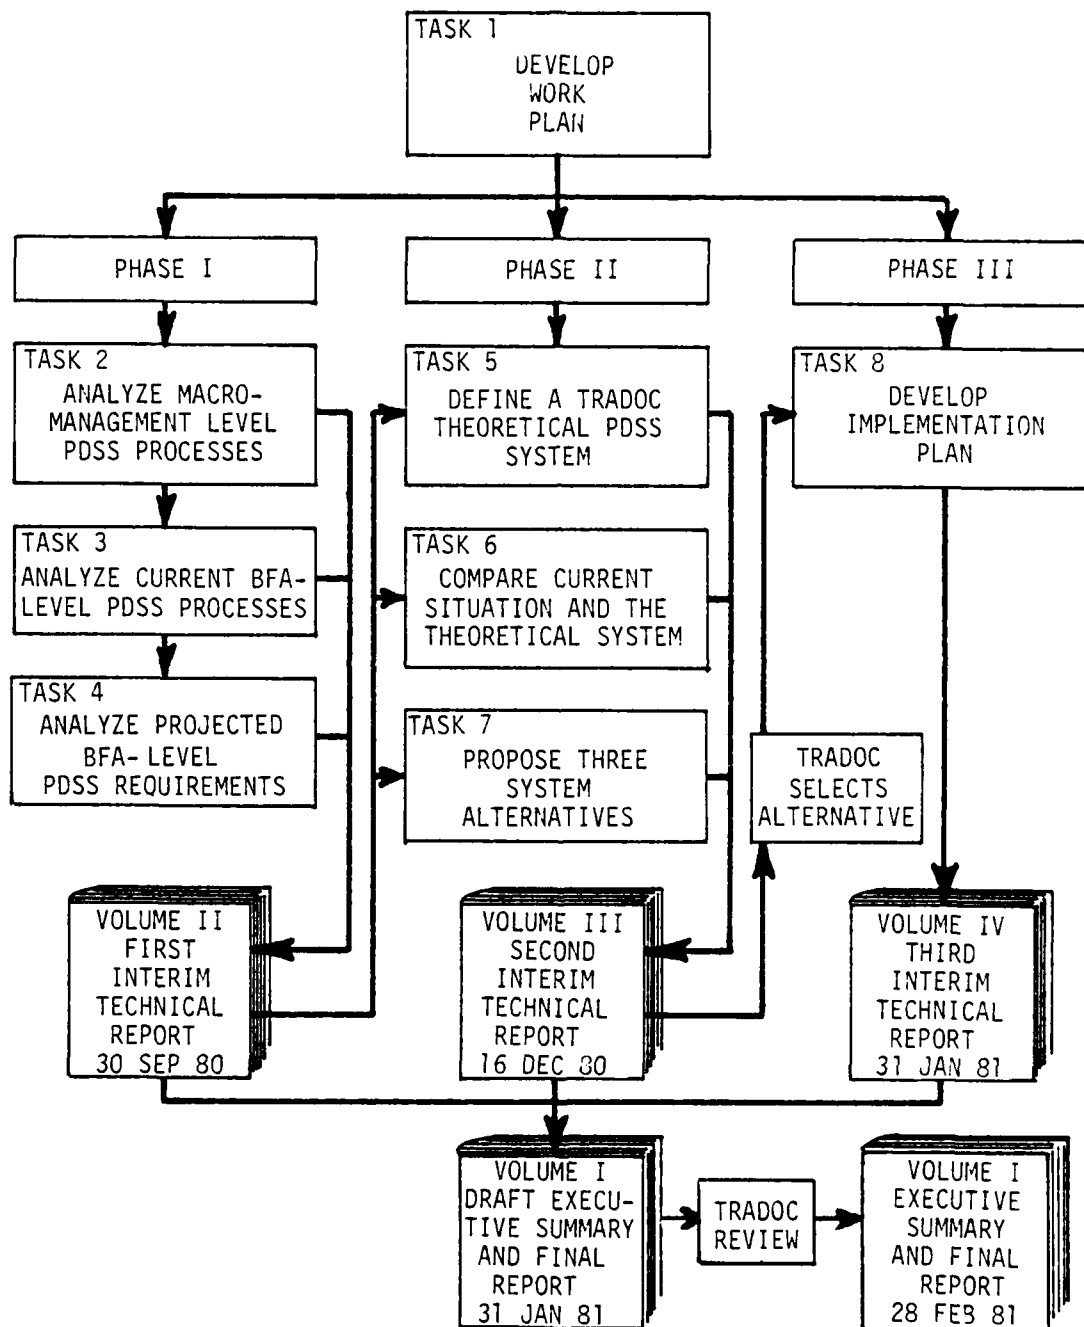 TASK 1
DEVELOP
WORK
PLAN
PHASE I
PHASE II
PHASE III
TASK 2
ANALYZE MACRO-
MANAGEMENT LEVEL
PDSS PROCESSES
TASK 3
ANALYZE CURRENT BFA-
LEVEL PDSS PROCESSES
TASK 4
ANALYZE PROJECTED
BFA-LEVEL
PDSS REQUIREMENTS
TASK 5
DEFINE A TRADOC
THEORETICAL PDSS
SYSTEM
TASK 6
COMPARE CURRENT
SITUATION AND THE
THEORETICAL SYSTEM
TASK 7
PROPOSE THREE
SYSTEM
ALTERNATIVES
TASK 8
DEVELOP
IMPLEMENTATION
PLAN
TRADOC
SELECTS
ALTERNATIVE
VOLUME II
FIRST
INTERIM
TECHNICAL
REPORT
30 SEP 80
VOLUME III
SECOND
INTERIM
TECHNICAL
REPORT
16 DEC 80
VOLUME IV
THIRD
INTERIM
TECHNICAL
REPORT
31 JAN 81
VOLUME I
DRAFT EXECU-
TIVE SUMMARY
AND FINAL
REPORT
31 JAN 81
TRADOC
REVIEW
VOLUME I
EXECUTIVE
SUMMARY
AND FINAL
REPORT
28 FEB 81